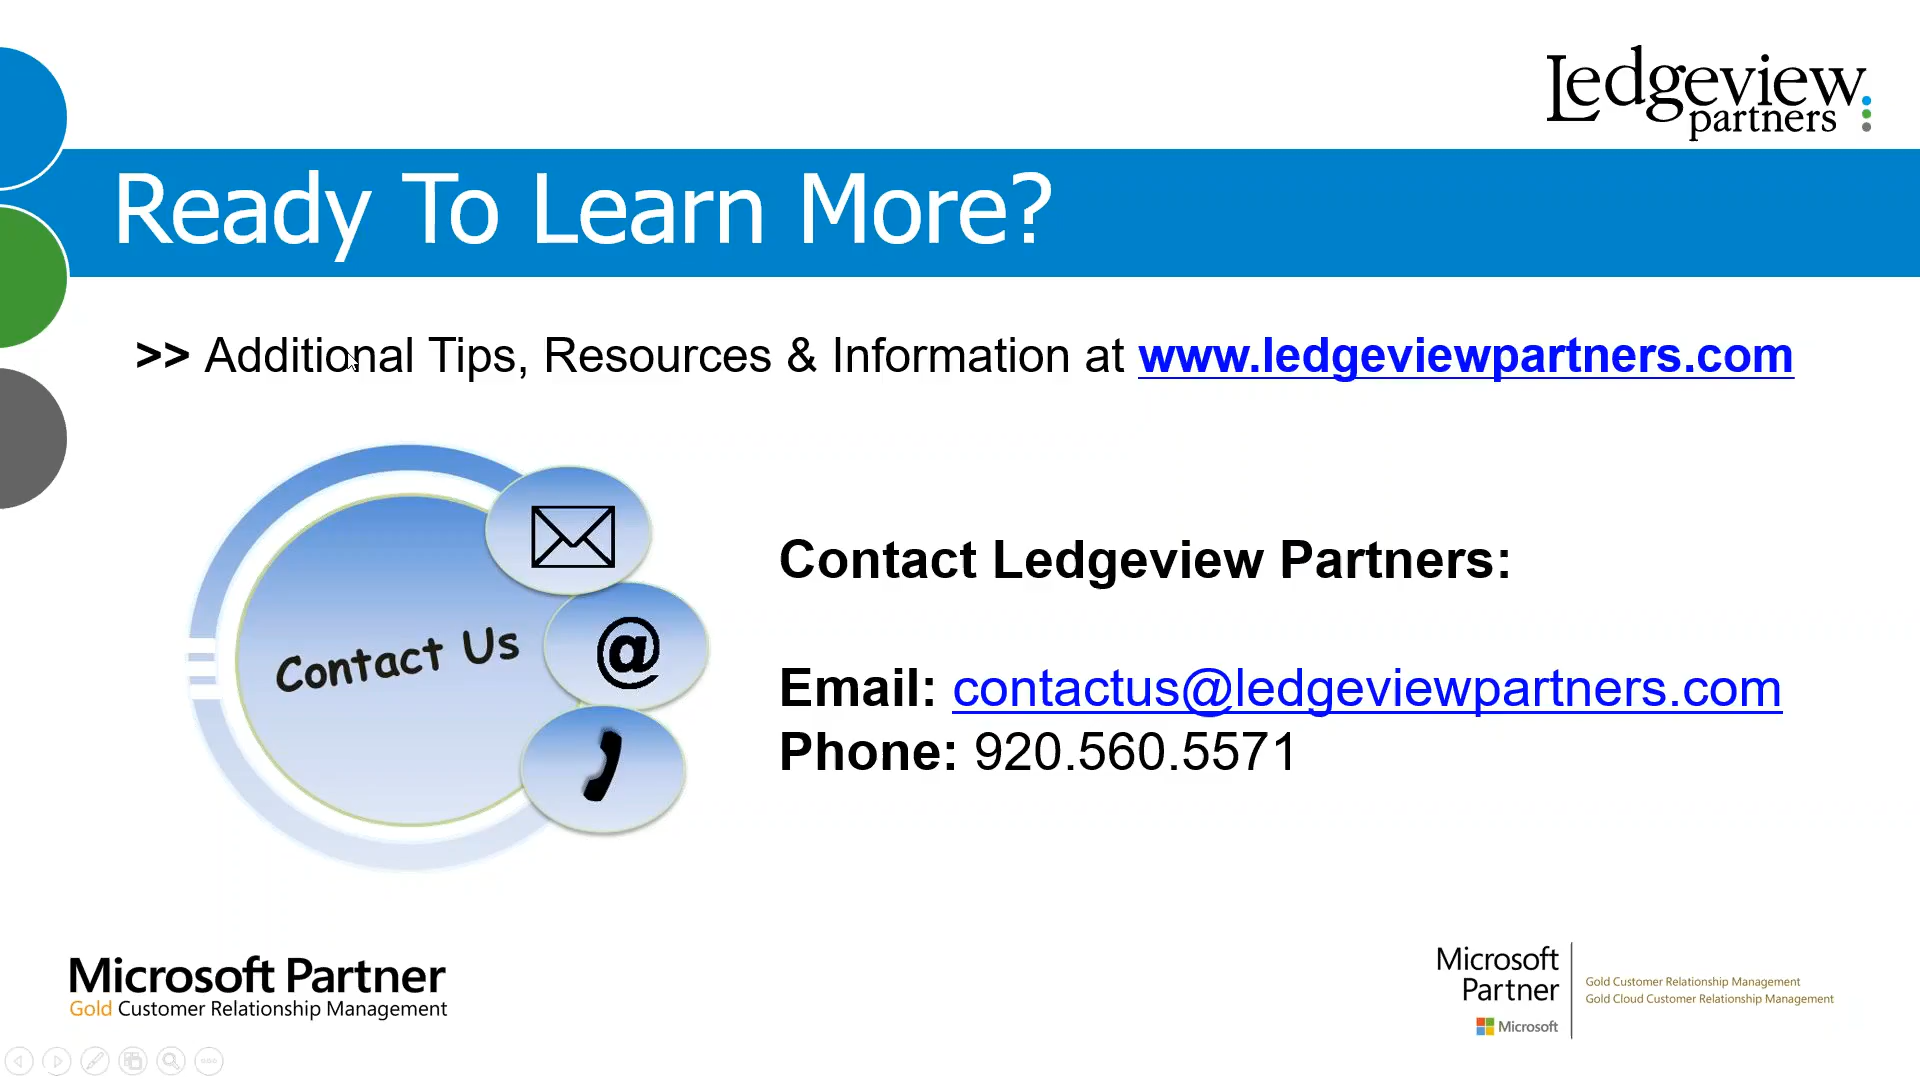 Ledgeview
partners
Ready To Learn More?
>> Additional Tips, Resources & Information at www.ledgeviewpartners.com
Contact Us
@
Contact Ledgeview Partners:
Email: contactus@ledgeviewpartners.com
Phone: 920.560.5571
Microsoft Partner
Gold Customer Relationship Management
Microsoft
Partner
Microsoft
Gold Customer Relationship Management
Gold Cloud Customer Relationship Management